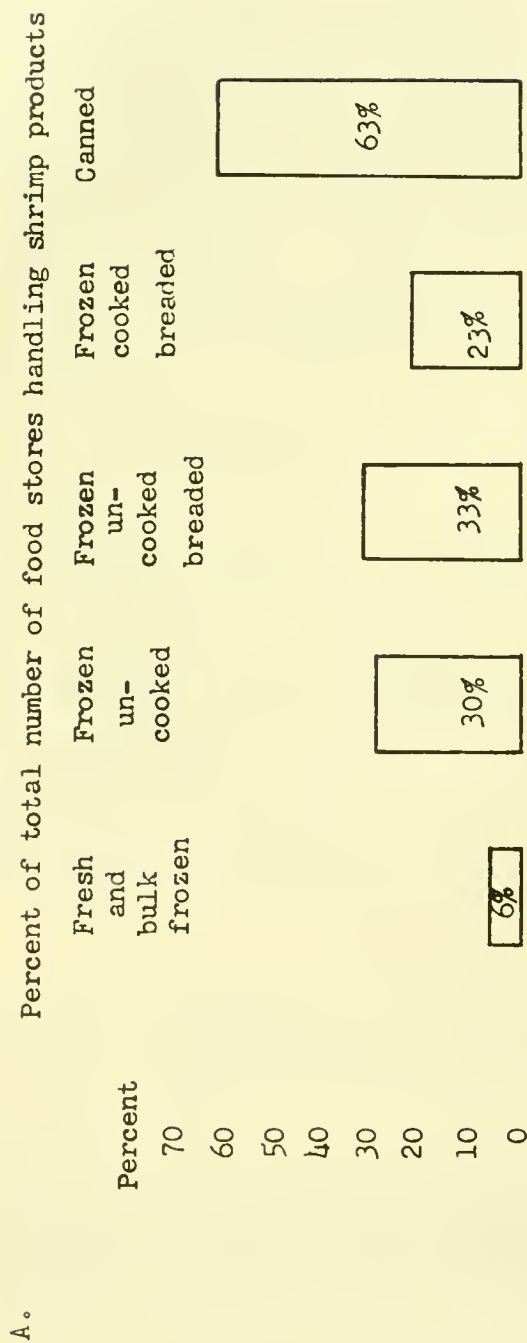 A.
Percent of total number of food stores handling shrimp products
Percent
70
60
50
40
30
20
10
0
Fresh
and
bulk
frozen
6%
Frozen
un-
cooked
30%
Frozen
un-
cooked
breaded
33%
Frozen
cooked
breaded
23%
Canned
63%